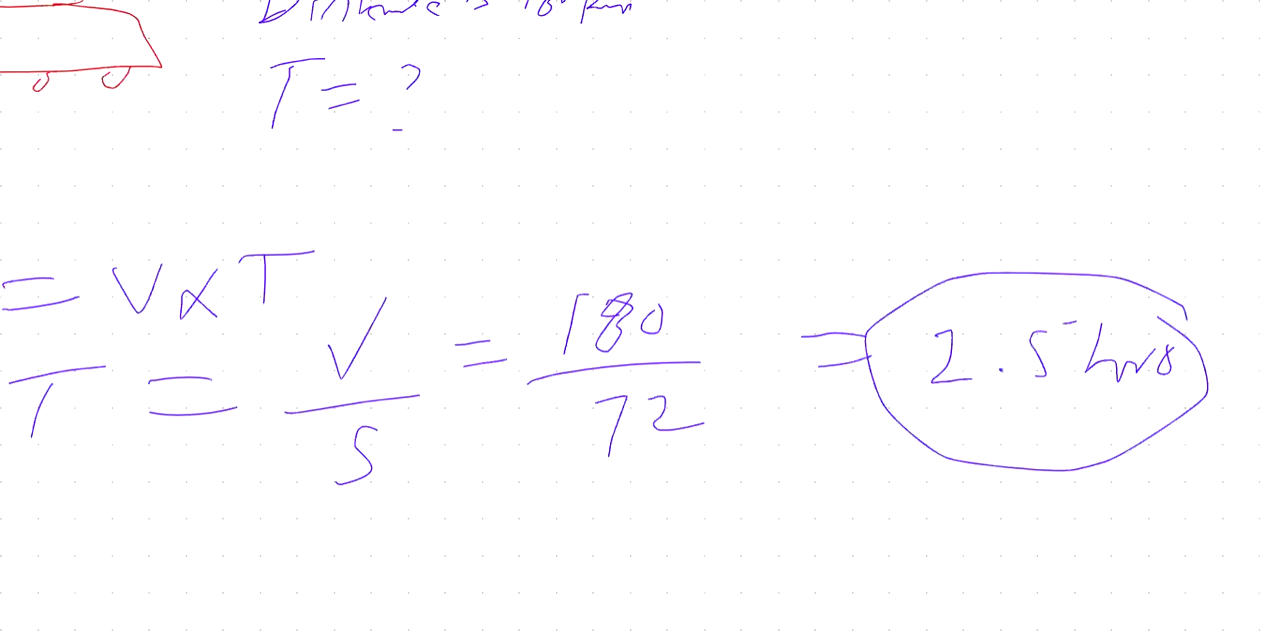 T = ?
= V x T
T = V/S = 180/72 = 2.5 hrs